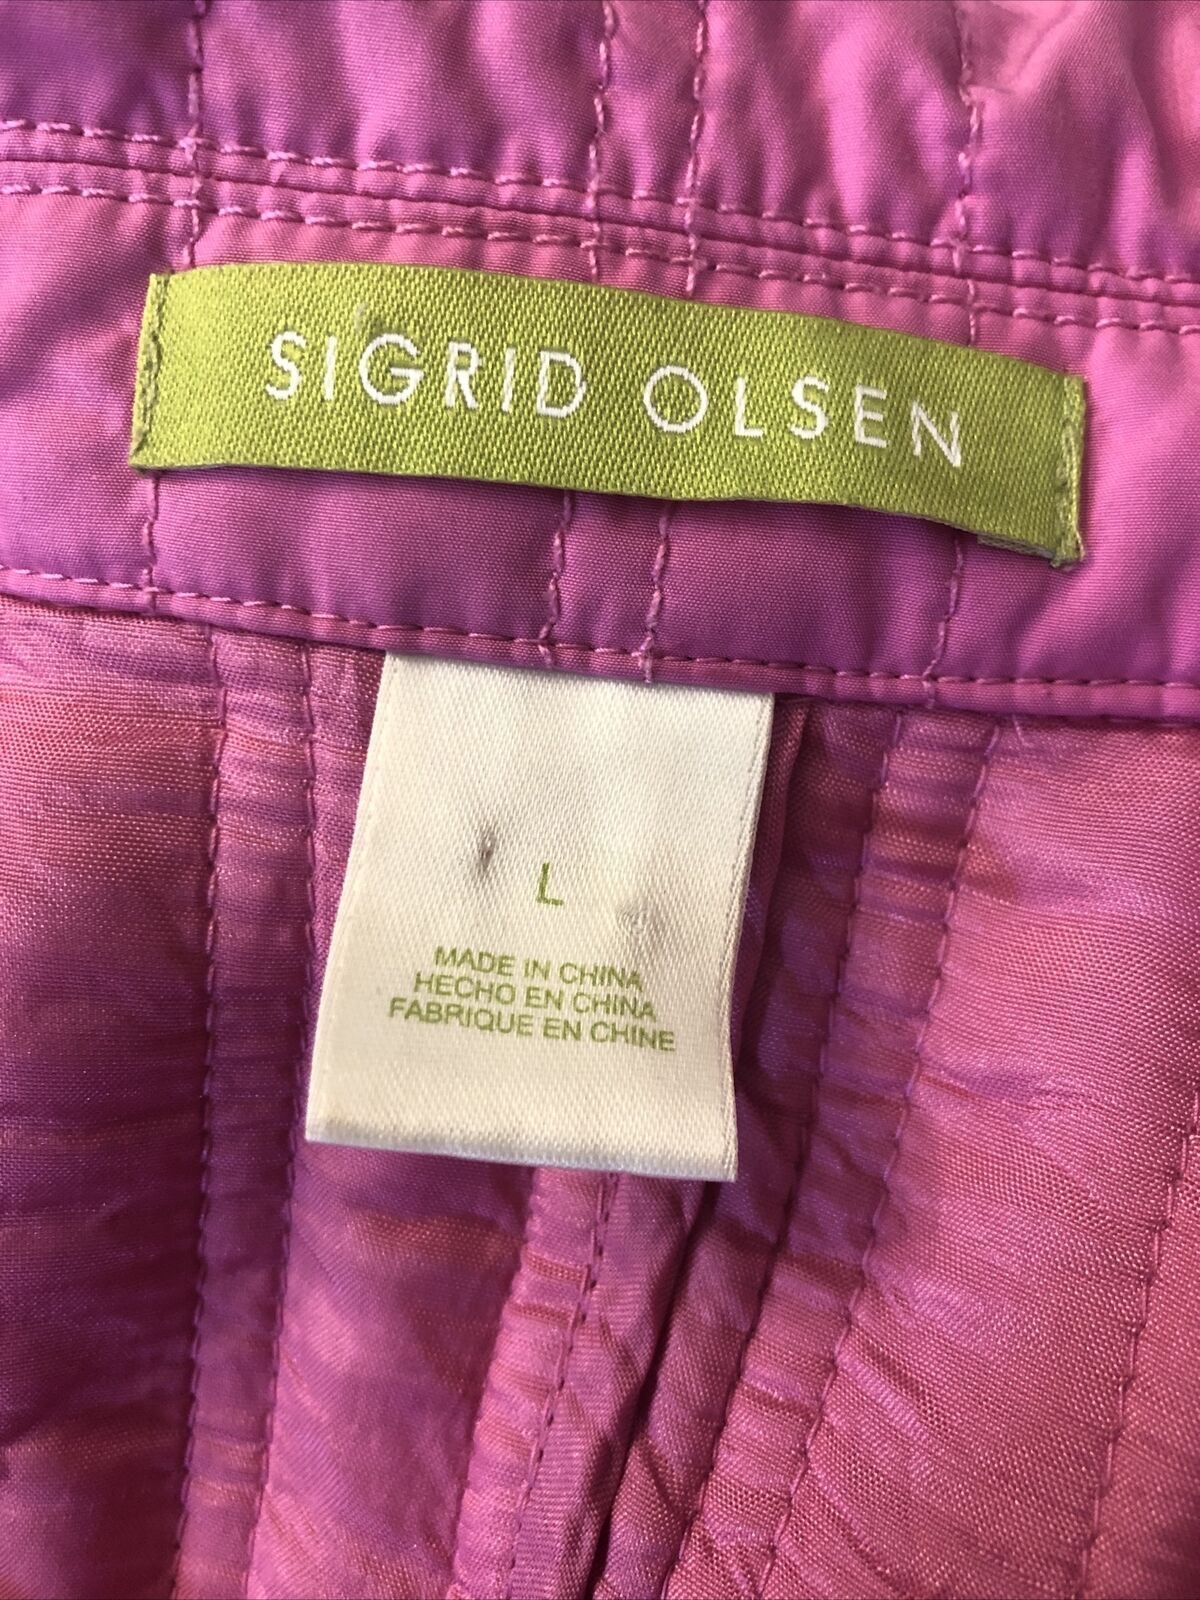 SIGRID OLSEN
L
MADE IN CHINA
HECHO EN CHINA
FABRIQUE EN CHINE